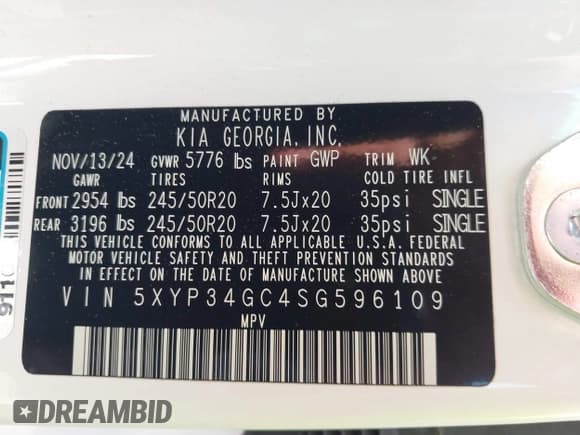 MANUFACTURED BY
KIA GEORGIA, INC.
NOV/13/24 GVWR 5776 lbs PAINT GWP TRIM WK
GAWR TIRES RIMS COLD TIRE INFL
FRONT 2954 lbs 245/50R20 7.5Jx20 35psi SINGLE
REAR 3196 lbs 245/50R20 7.5Jx20 35psi SINGLE
THIS VEHICLE CONFORMS TO ALL APPLICABLE U.S.A. FEDERAL
MOTOR VEHICLE SAFETY AND THEFT PREVENTION STANDARDS
IN EFFECT ON THE DATE OF MANUFACTURE SHOWN ABOVE.
VIN 5XYP34GC4SG596109
MPV
DREAMBID